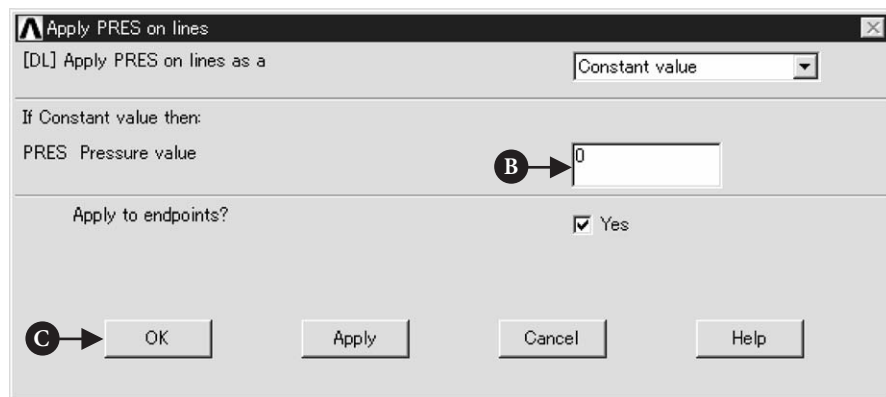 Apply PRES on lines
[DL] Apply PRES on lines as a
Constant value
If Constant value then:
PRES Pressure value
B
0
Apply to endpoints?
Yes
C
OK
Apply
Cancel
Help